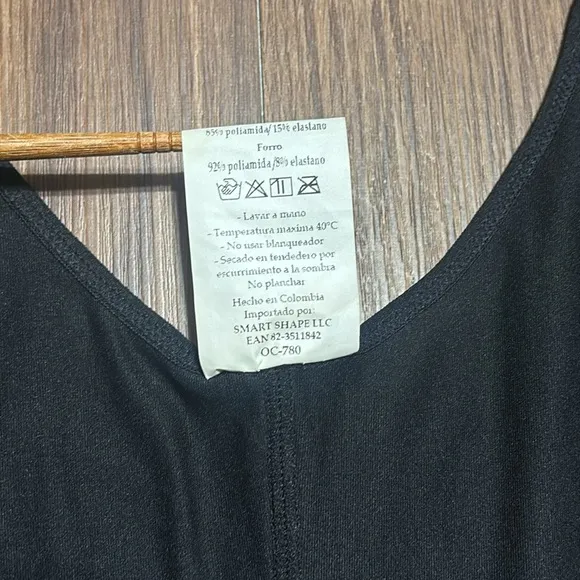 85% poliamida/ 15% elastano
Forro
92% poliamida/8% elastano
- Lavar a mano
- Temperatura maxima 40°C
- No usar blanqueador
- Secado en tendedero por
escurrimiento a la sombra
No planchar
Hecho en Colombia
Importado por:
SMART SHAPE LLC
EAN 82-3511842
OC-780